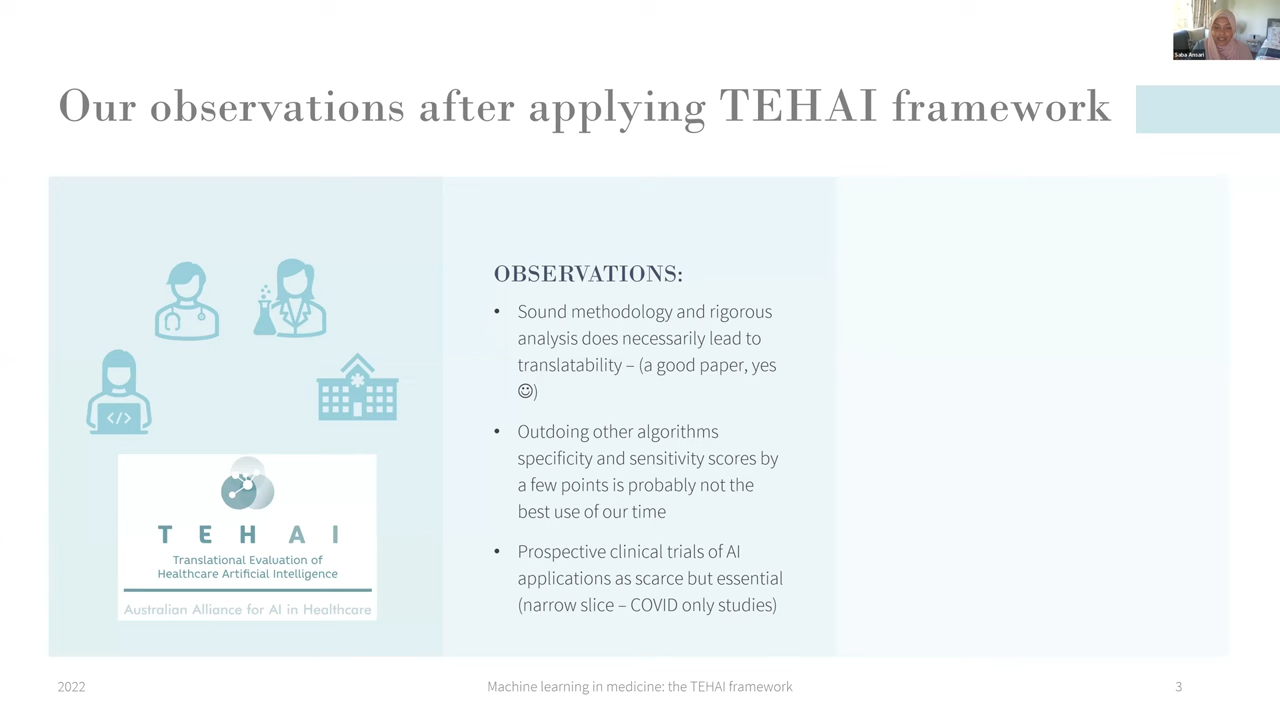 Saba Ansari
Our observations after applying TEHAI framework
</>
TEHAI
Translational Evaluation of
Healthcare Artificial Intelligence
Australian Alliance for AI in Healthcare
OBSERVATIONS:
• Sound methodology and rigorous
analysis does necessarily lead to
translatability – (a good paper, yes
☺)
• Outdoing other algorithms
specificity and sensitivity scores by
a few points is probably not the
best use of our time
• Prospective clinical trials of AI
applications as scarce but essential
(narrow slice – COVID only studies)
2022
Machine learning in medicine: the TEHAI framework
3